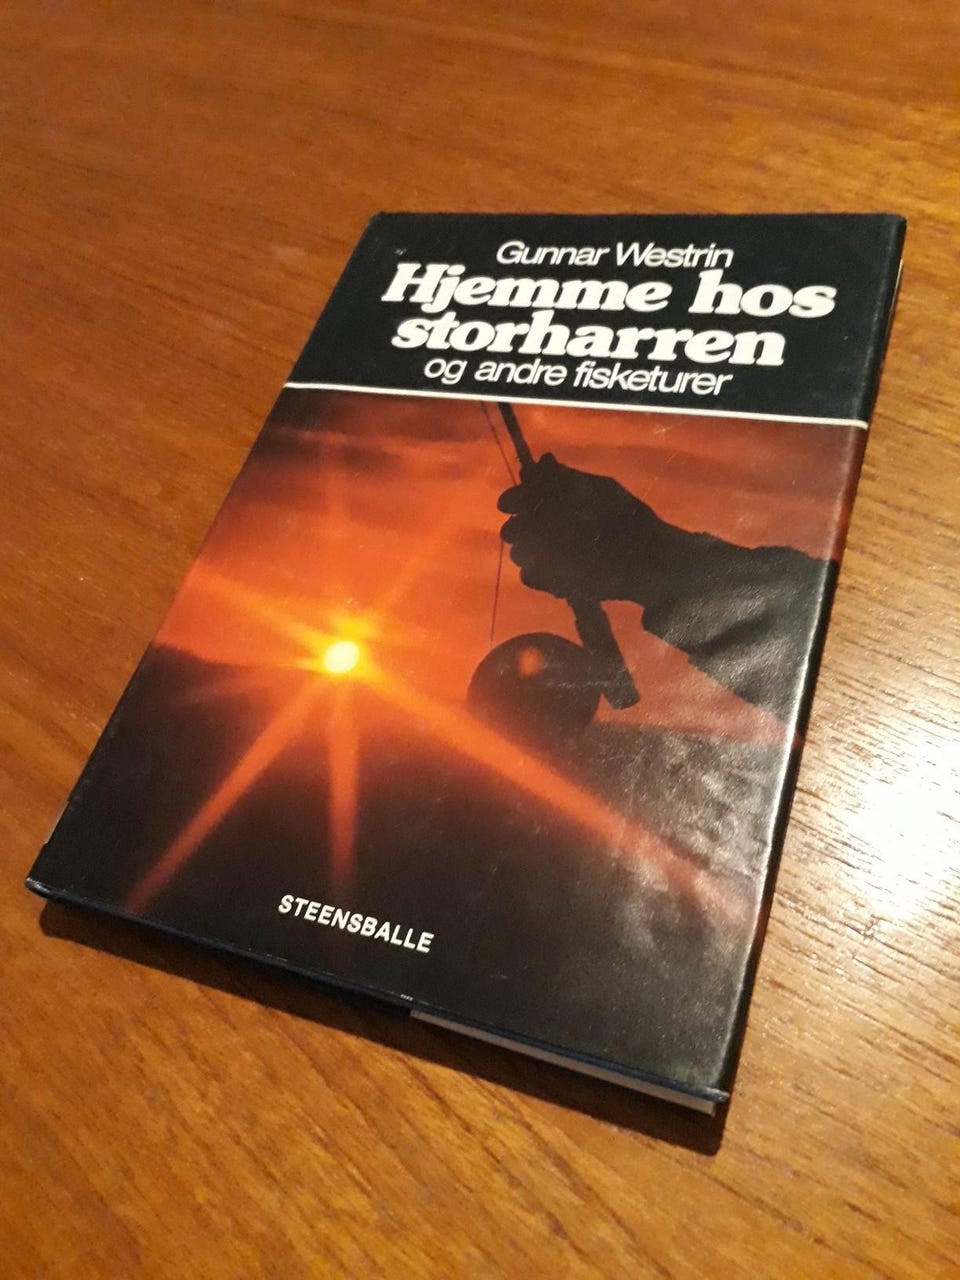 Gunnar Westrin
Hjemme hos
storharren
og andre fisketurer
STEENSBALLE